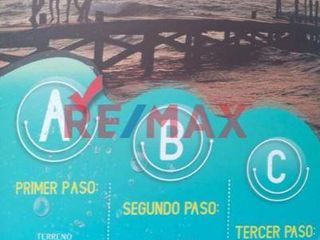 A
RE/MAX
B
C
PRIMER PASO:
SEGUNDO PASO:
TERCER PASO:
TERRENO